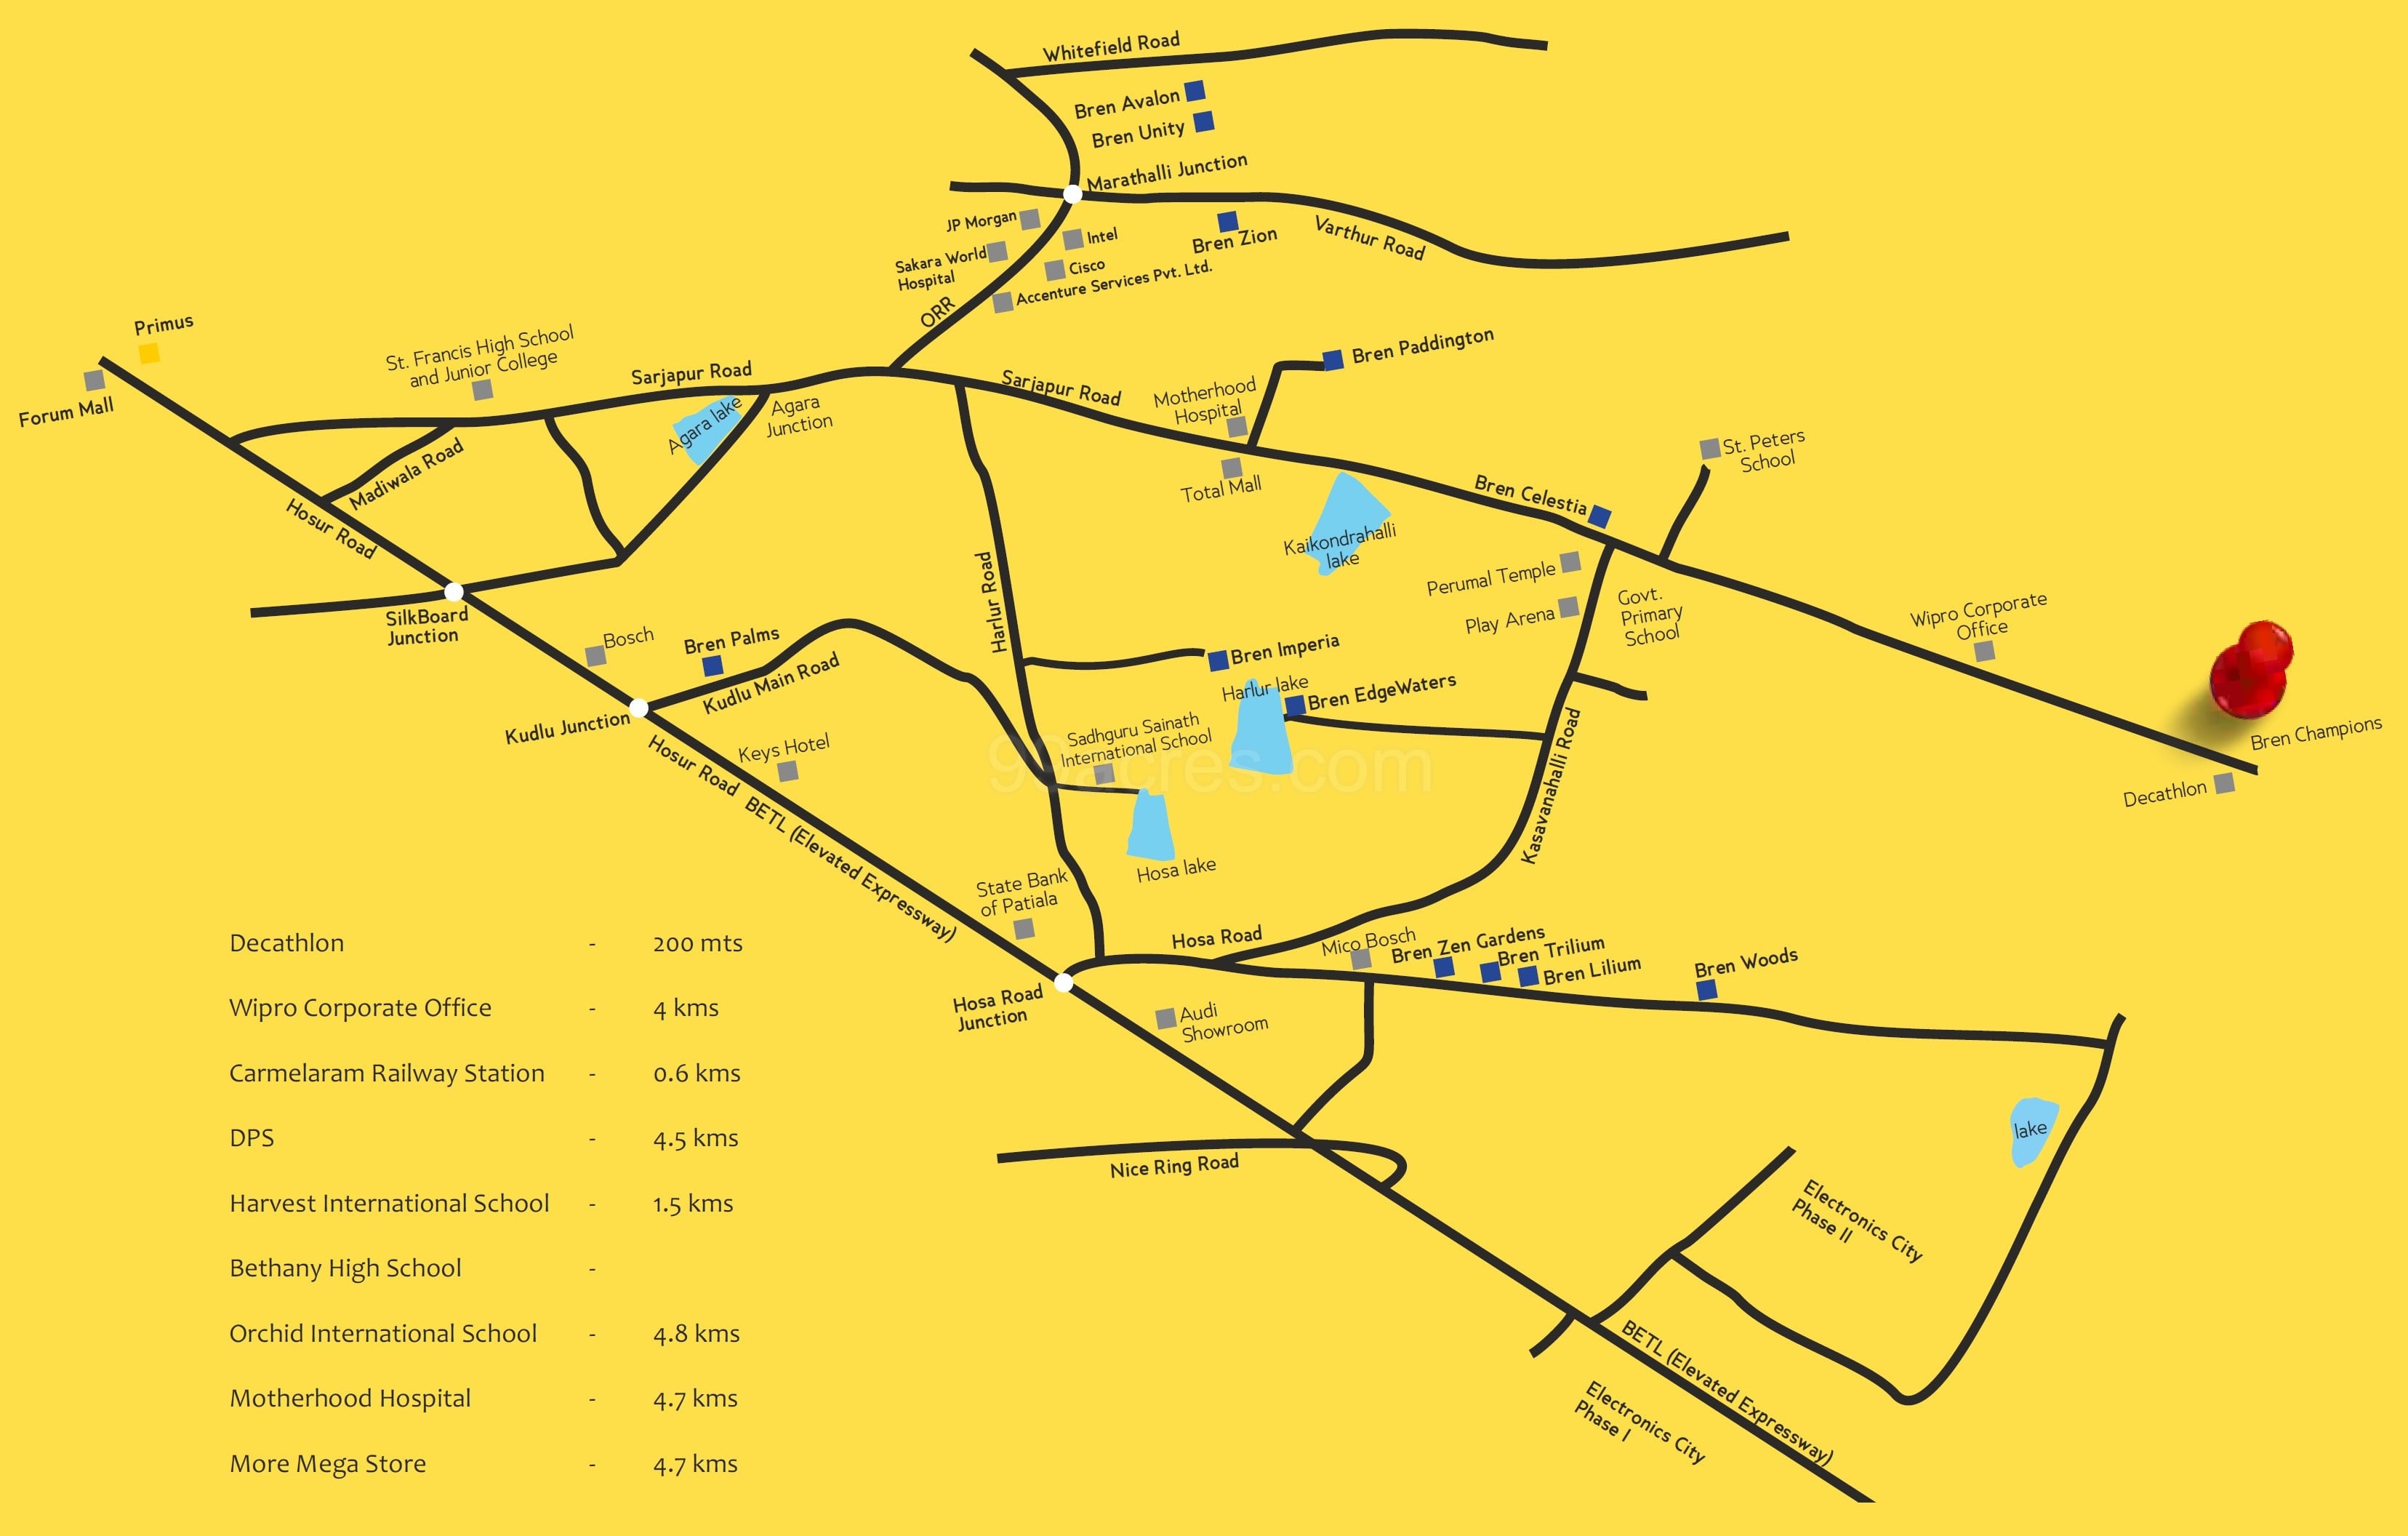 Whitefield Road
Bren Avalon
Bren Unity
Marathalli Junction
JP Morgan
Intel
Bren Zion
Varthur Road
Sakara World
Hospital
Cisco
Accenture Services Pvt. Ltd.
ORR
Primus
Forum Mall
St. Francis High School
and Junior College
Sarjapur Road
Agara lake
Agara
Junction
Sarjapur Road
Bren Paddington
Motherhood
Hospital
Total Mall
Madiwala Road
Hosur Road
St. Peters
School
Bren Celestia
Kaikondrahalli
lake
Harlur Road
Perumal Temple
Play Arena
Govt.
Primary
School
Wipro Corporate
Office
SilkBoard
Junction
Bosch
Bren Palms
Kudlu Main Road
Bren Imperia
Harlur lake
Bren EdgeWaters
Kudlu Junction
Hosur Road
Keys Hotel
Sadhguru Sainath
International School
99acres.com
Kasavanahalli Road
Bren Champions
Decathlon
BETL (Elevated Expressway)
Hosa lake
State Bank
of Patiala
Hosa Road
Mico Bosch
Bren Zen Gardens
Bren Trilium
Bren Lilium
Bren Woods
Hosa Road
Junction
Audi
Showroom
Nice Ring Road
lake
Electronics City
Phase II
BETL (Elevated Expressway)
Electronics City
Phase I
Decathlon - 200 mts
Wipro Corporate Office - 4 kms
Carmelaram Railway Station - 0.6 kms
DPS - 4.5 kms
Harvest International School - 1.5 kms
Bethany High School -
Orchid International School - 4.8 kms
Motherhood Hospital - 4.7 kms
More Mega Store - 4.7 kms